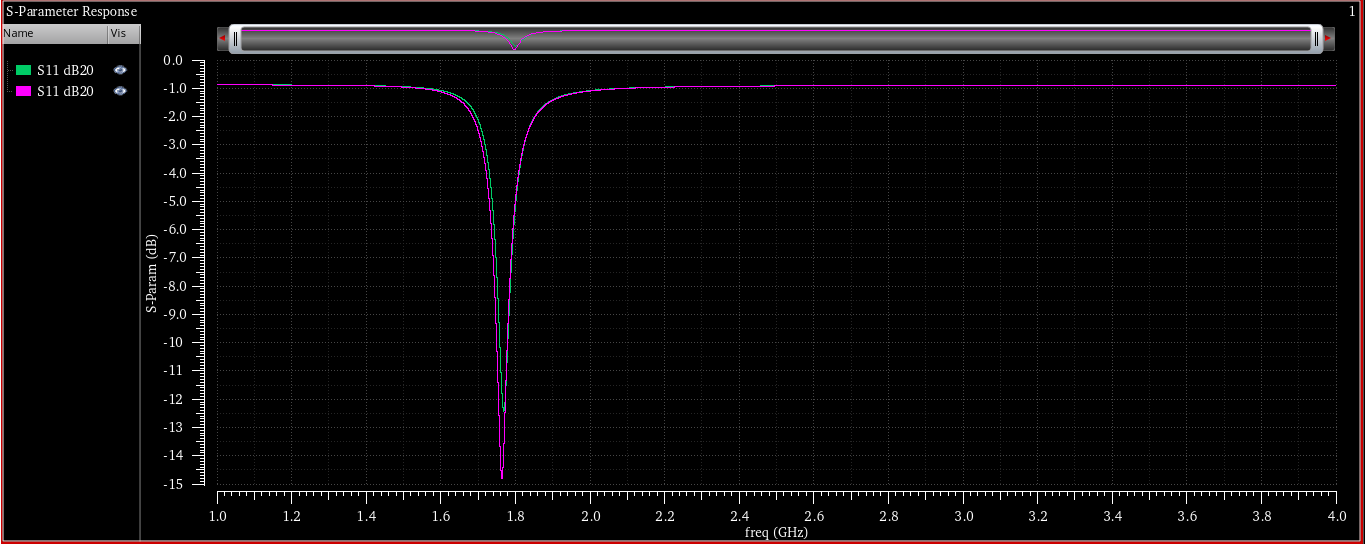 S-Parameter Response
1
Name Vis
S11 dB20
S11 dB20
0.0
-1.0
-2.0
-3.0
-4.0
-5.0
-6.0
-7.0
-8.0
-9.0
-10
-11
-12
-13
-14
-15
S-Param (dB)
1.0 1.2 1.4 1.6 1.8 2.0 2.2 2.4 2.6 2.8 3.0 3.2 3.4 3.6 3.8 4.0
freq (GHz)